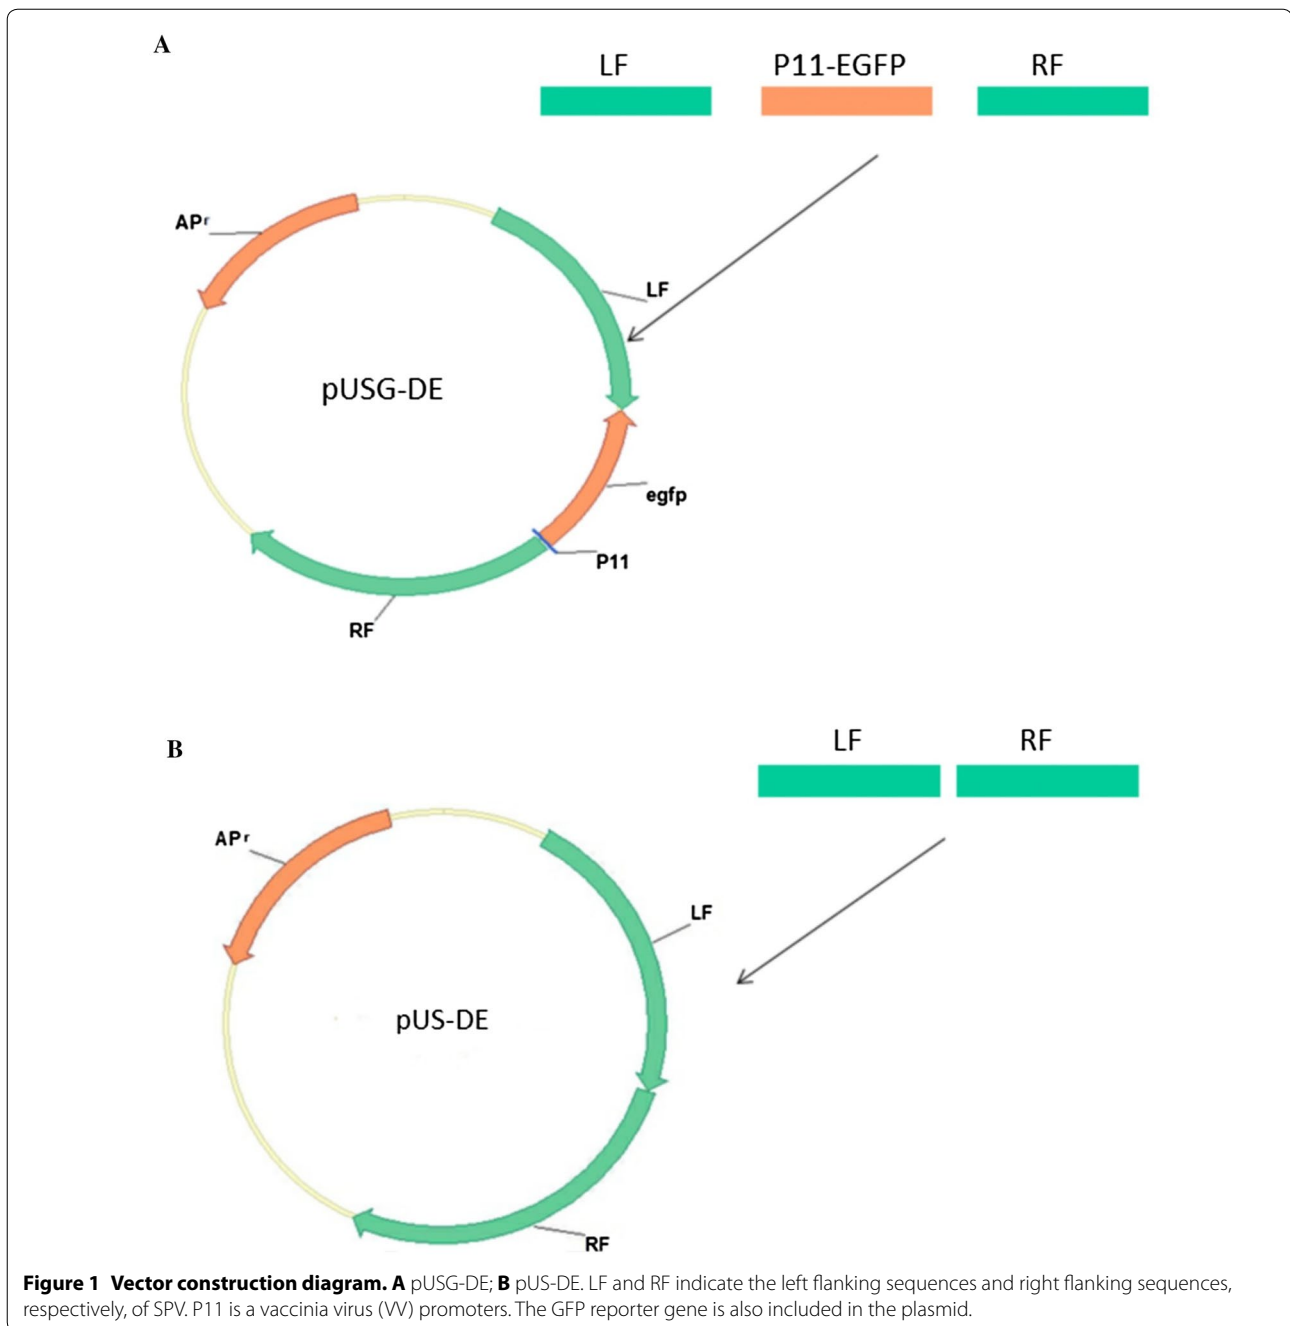 A
LF P11-EGFP RF
APʳ
LF
pUSG-DE
egfp
P11
RF
B
LF RF
APʳ
LF
pUS-DE
RF
Figure 1 Vector construction diagram. A pUSG-DE; B pUS-DE. LF and RF indicate the left flanking sequences and right flanking sequences,
respectively, of SPV. P11 is a vaccinia virus (VV) promoters. The GFP reporter gene is also included in the plasmid.